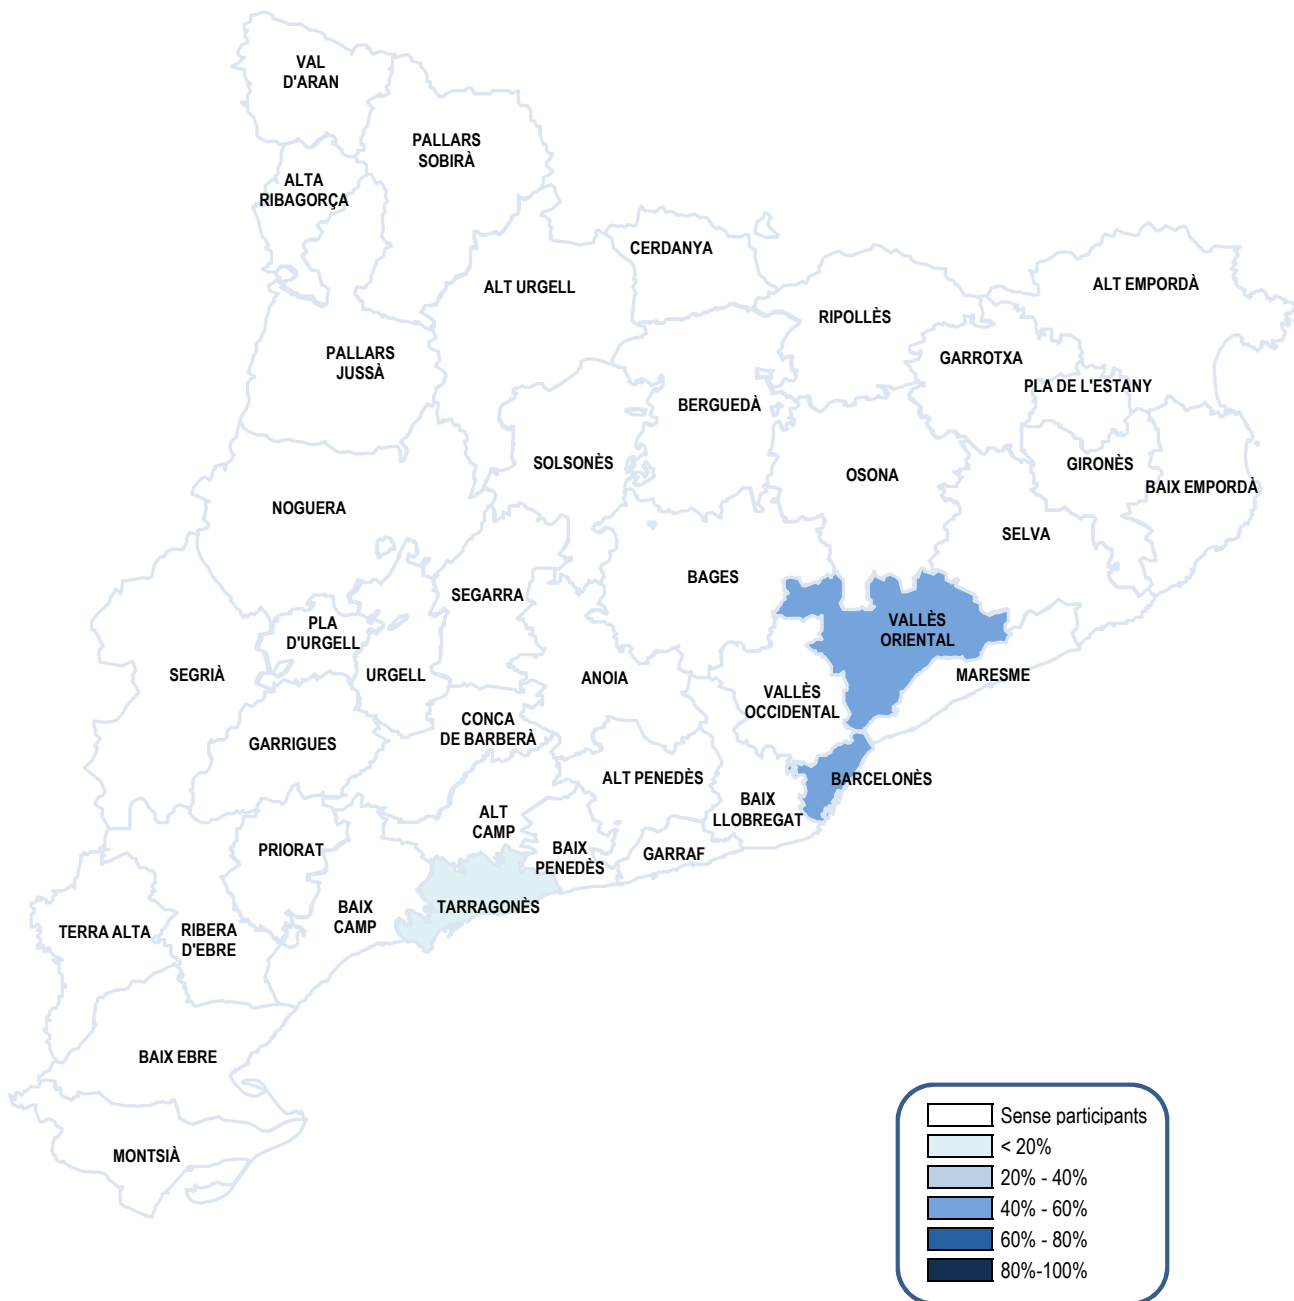 VAL
D'ARAN
PALLARS
SOBIRÀ
ALTA
RIBAGORÇA
CERDANYA
ALT URGELL
ALT EMPORDÀ
RIPOLLÈS
PALLARS
JUSSÀ
GARROTXA
PLA DE L'ESTANY
BERGUEDÀ
SOLSONÈS
GIRONÈS
OSONA
BAIX EMPORDÀ
NOGUERA
SELVA
BAGES
SEGARRA
PLA
D'URGELL
VALLÈS
ORIENTAL
SEGRIÀ
URGELL
ANOIA
MARESME
VALLÈS
OCCIDENTAL
CONCA
DE BARBERÀ
GARRIGUES
ALT PENEDÈS
BARCELONÈS
BAIX
LLOBREGAT
ALT
CAMP
PRIORAT
BAIX
PENEDÈS
GARRAF
TARRAGONÈS
BAIX
CAMP
TERRA ALTA
RIBERA
D'EBRE
BAIX EBRE
MONTSIÀ
Sense participants
< 20%
20% - 40%
40% - 60%
60% - 80%
80%-100%